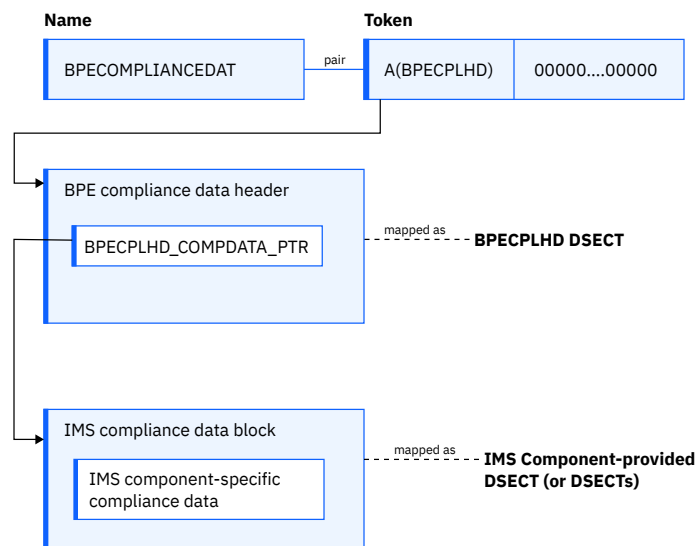 Name
Token
BPECOMPLIANCEDAT
pair
A(BPECPLHD)
00000....00000
BPE compliance data header
BPECPLHD_COMPDATA_PTR
mapped as
BPECPLHD DSECT
IMS compliance data block
IMS component-specific
compliance data
mapped as
IMS Component-provided
DSECT (or DSECTs)